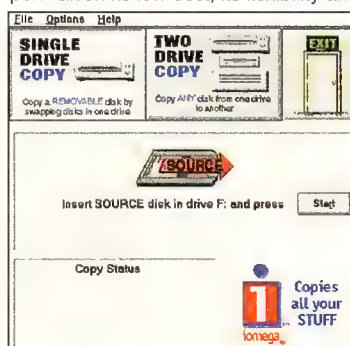 File Options Help
SINGLE
DRIVE
COPY
Copy a REMOVABLE disk by
swapping disks in one drive
TWO
DRIVE
COPY
Copy ANY disk from one drive
to another
EXIT
SOURCE
Insert SOURCE disk in drive F: and press
Start
Copy Status
Copies
all your
STUFF
iomega